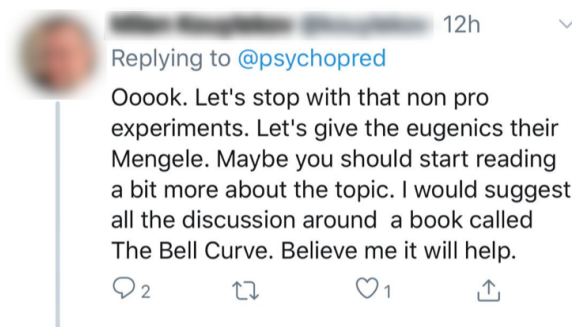 12h
Replying to @psychopred
Ooook. Let's stop with that non pro
experiments. Let's give the eugenics their
Mengele. Maybe you should start reading
a bit more about the topic. I would suggest
all the discussion around a book called
The Bell Curve. Believe me it will help.
2 1